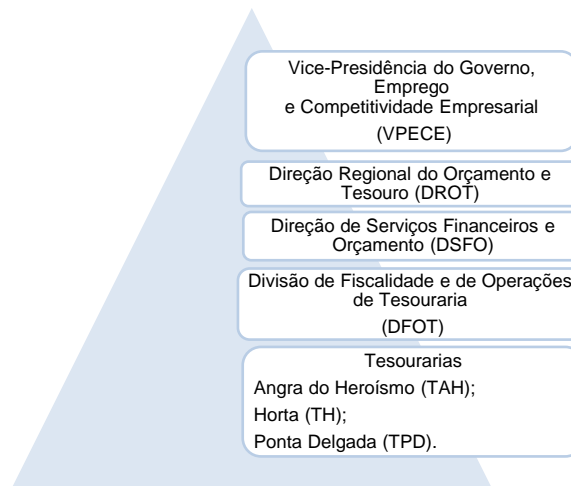 Vice-Presidência do Governo,
Emprego
e Competitividade Empresarial
(VPECE)
Direção Regional do Orçamento e
Tesouro (DROT)
Direção de Serviços Financeiros e
Orçamento (DSFO)
Divisão de Fiscalidade e de Operações
de Tesouraria
(DFOT)
Tesourarias
Angra do Heroísmo (TAH);
Horta (TH);
Ponta Delgada (TPD).